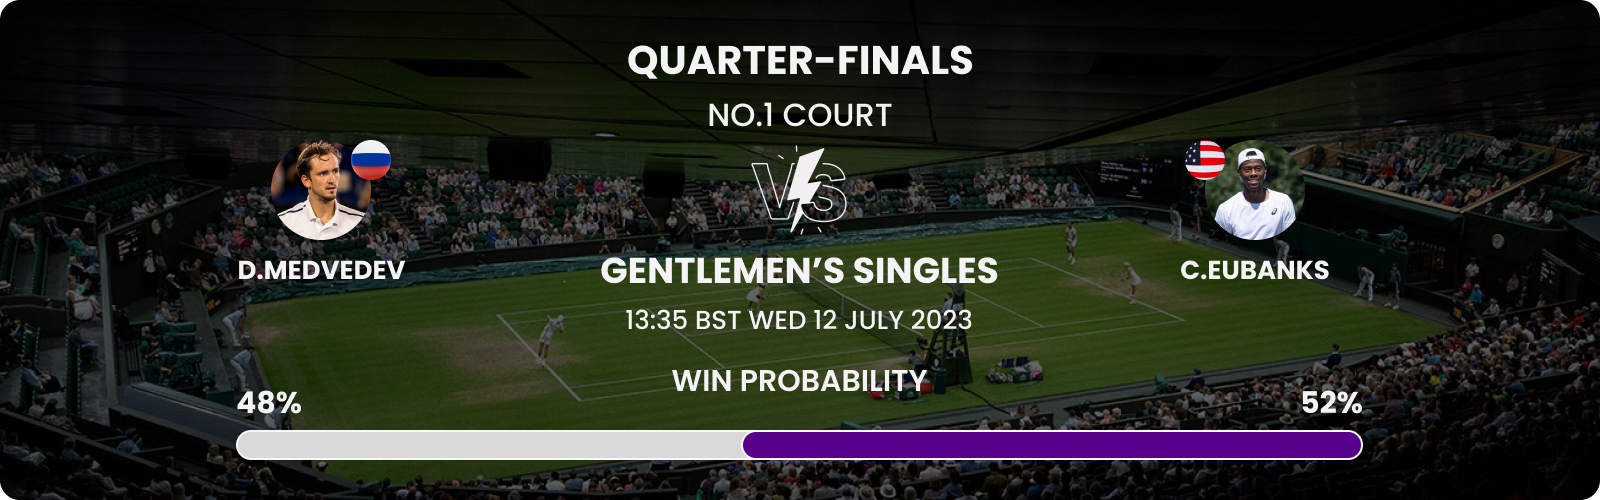 QUARTER-FINALS
NO.1 COURT
VS
D.MEDVEDEV
GENTLEMEN’S SINGLES
C.EUBANKS
13:35 BST WED 12 JULY 2023
WIN PROBABILITY
48%
52%